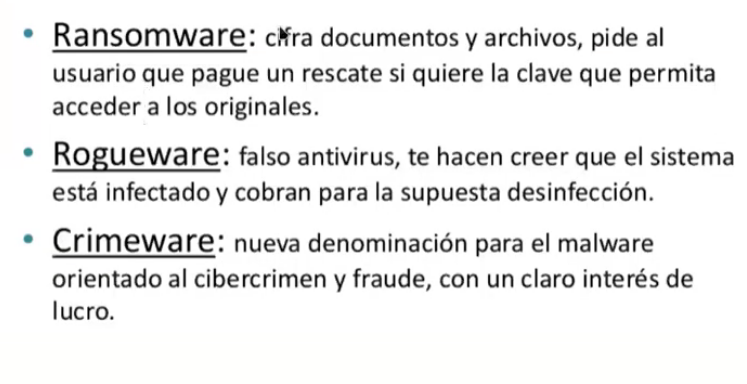 • Ransomware: cifra documentos y archivos, pide al
usuario que pague un rescate si quiere la clave que permita
acceder a los originales.
• Rogueware: falso antivirus, te hacen creer que el sistema
está infectado y cobran para la supuesta desinfección.
• Crimeware: nueva denominación para el malware
orientado al cibercrimen y fraude, con un claro interés de
lucro.